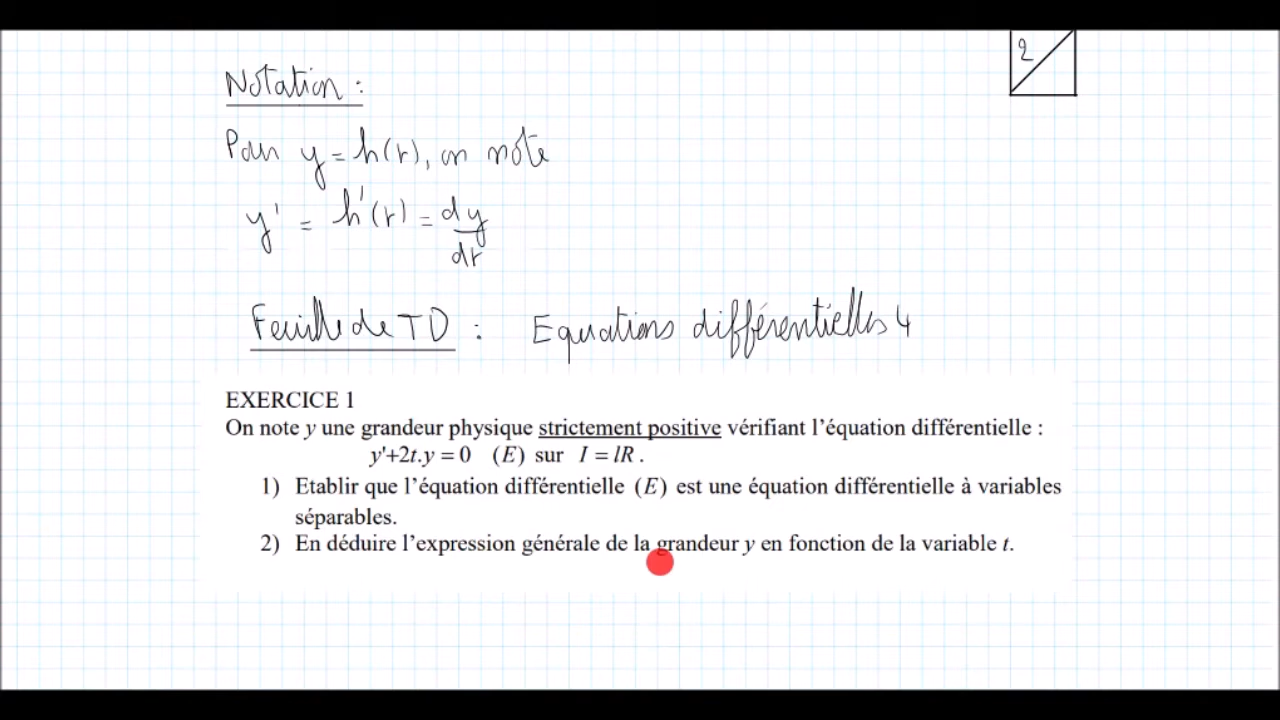 2
Notation :
Pour y = h(t), on note
y' = h'(t) = dy/dt
Feuille de TD : Equations différentielles 4
EXERCICE 1
On note y une grandeur physique strictement positive vérifiant l'équation différentielle :
y'+2t.y = 0 (E) sur I = lR .
1) Etablir que l'équation différentielle (E) est une équation différentielle à variables
séparables.
2) En déduire l'expression générale de la grandeur y en fonction de la variable t.